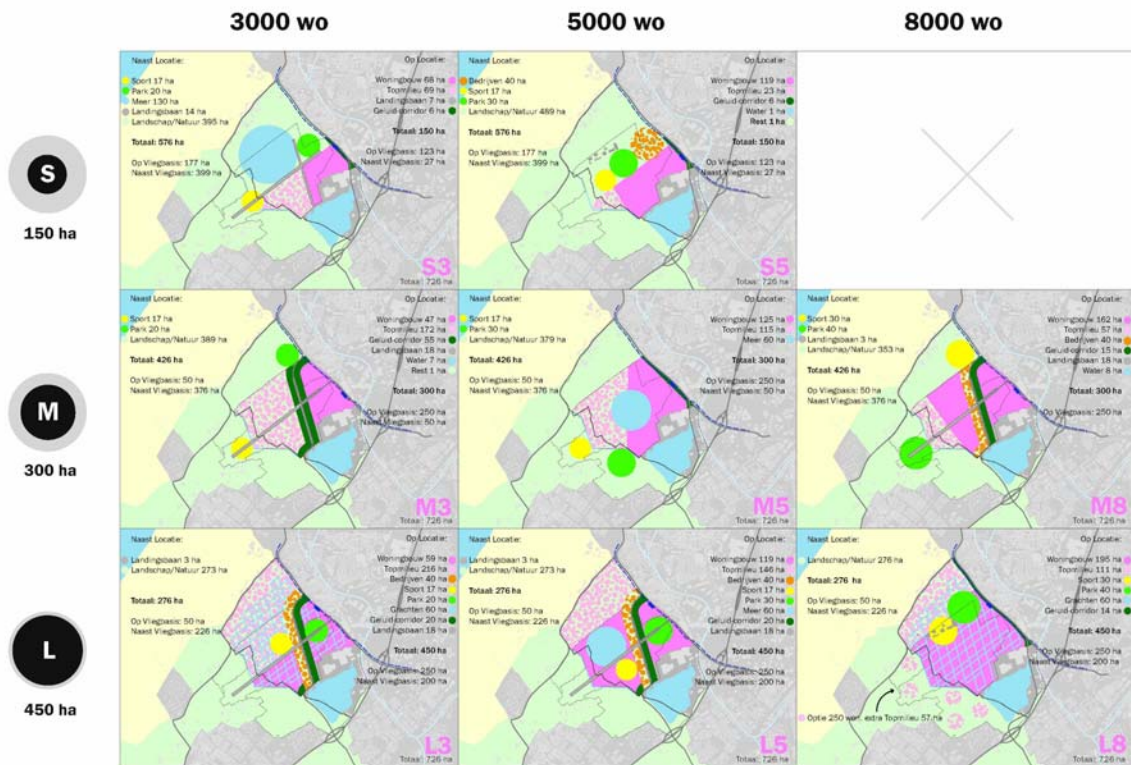 3000 wo
5000 wo
8000 wo
S
150 ha
Naast Locatie:
Sport 17 ha
Park 20 ha
Meer 130 ha
Landingsbaan 14 ha
Landschap/Natuur 395 ha
Totaal: 576 ha
Op Vliegbasis: 177 ha
Naast Vliegbasis: 399 ha
Op Locatie:
Woningbouw 68 ha
Topmilieu 69 ha
Landingsbaan 7 ha
Geluid-corridor 6 ha
Totaal: 150 ha
Op Vliegbasis: 123 ha
Naast Vliegbasis: 27 ha
S3
Totaal: 726 ha
Naast Locatie:
Bedrijven 40 ha
Sport 17 ha
Park 30 ha
Landschap/Natuur 489 ha
Totaal: 576 ha
Op Vliegbasis: 177 ha
Naast Vliegbasis: 399 ha
Op Locatie:
Woningbouw 119 ha
Topmilieu 23 ha
Geluid-corridor 6 ha
Water 1 ha
Rest 1 ha
Totaal: 150 ha
Op Vliegbasis: 123 ha
Naast Vliegbasis: 27 ha
S5
Totaal: 726 ha
M
300 ha
Naast Locatie:
Sport 17 ha
Park 20 ha
Landschap/Natuur 389 ha
Totaal: 426 ha
Op Vliegbasis: 50 ha
Naast Vliegbasis: 376 ha
Op Locatie:
Woningbouw 47 ha
Topmilieu 172 ha
Geluid-corridor 55 ha
Landingsbaan 18 ha
Water 7 ha
Rest 1 ha
Totaal: 300 ha
Op Vliegbasis: 250 ha
Naast Vliegbasis: 50 ha
M3
Totaal: 726 ha
Naast Locatie:
Sport 17 ha
Park 30 ha
Landschap/Natuur 379 ha
Totaal: 426 ha
Op Vliegbasis: 50 ha
Naast Vliegbasis: 376 ha
Op Locatie:
Woningbouw 125 ha
Topmilieu 115 ha
Meer 60 ha
Totaal: 300 ha
Op Vliegbasis: 250 ha
Naast Vliegbasis: 50 ha
M5
Totaal: 726 ha
Naast Locatie:
Sport 30 ha
Park 40 ha
Landingsbaan 3 ha
Landschap/Natuur 353 ha
Totaal: 426 ha
Op Vliegbasis: 50 ha
Naast Vliegbasis: 376 ha
Op Locatie:
Woningbouw 162 ha
Topmilieu 57 ha
Bedrijven 40 ha
Geluid-corridor 15 ha
Landingsbaan 18 ha
Water 8 ha
Totaal: 300 ha
Op Vliegbasis: 250 ha
M8
Totaal: 726 ha
L
450 ha
Naast Locatie:
Landingsbaan 3 ha
Landschap/Natuur 273 ha
Totaal: 276 ha
Op Vliegbasis: 50 ha
Naast Vliegbasis: 226 ha
Op Locatie:
Woningbouw 59 ha
Topmilieu 216 ha
Bedrijven 40 ha
Sport 17 ha
Park 20 ha
Grachten 60 ha
Geluid-corridor 20 ha
Landingsbaan 18 ha
Totaal: 450 ha
Op Vliegbasis: 250 ha
Naast Vliegbasis: 200 ha
L3
Totaal: 726 ha
Naast Locatie:
Landingsbaan 3 ha
Landschap/Natuur 273 ha
Totaal: 276 ha
Op Vliegbasis: 50 ha
Naast Vliegbasis: 226 ha
Op Locatie:
Woningbouw 119 ha
Topmilieu 146 ha
Bedrijven 40 ha
Sport 17 ha
Park 30 ha
Meer 60 ha
Geluid-corridor 20 ha
Landingsbaan 18 ha
Totaal: 450 ha
Op Vliegbasis: 250 ha
Naast Vliegbasis: 200 ha
L5
Totaal: 726 ha
Naast Locatie:
Landschap/Natuur 276 ha
Totaal: 276 ha
Op Vliegbasis: 50 ha
Naast Vliegbasis: 226 ha
Op Locatie:
Woningbouw 195 ha
Topmilieu 111 ha
Sport 30 ha
Park 40 ha
Grachten 60 ha
Geluid-corridor 14 ha
Totaal: 450 ha
Op Vliegbasis: 250 ha
Naast Vliegbasis: 200 ha
Optie 250 won. extra Topmilieu 57 ha
L8
Totaal: 726 ha